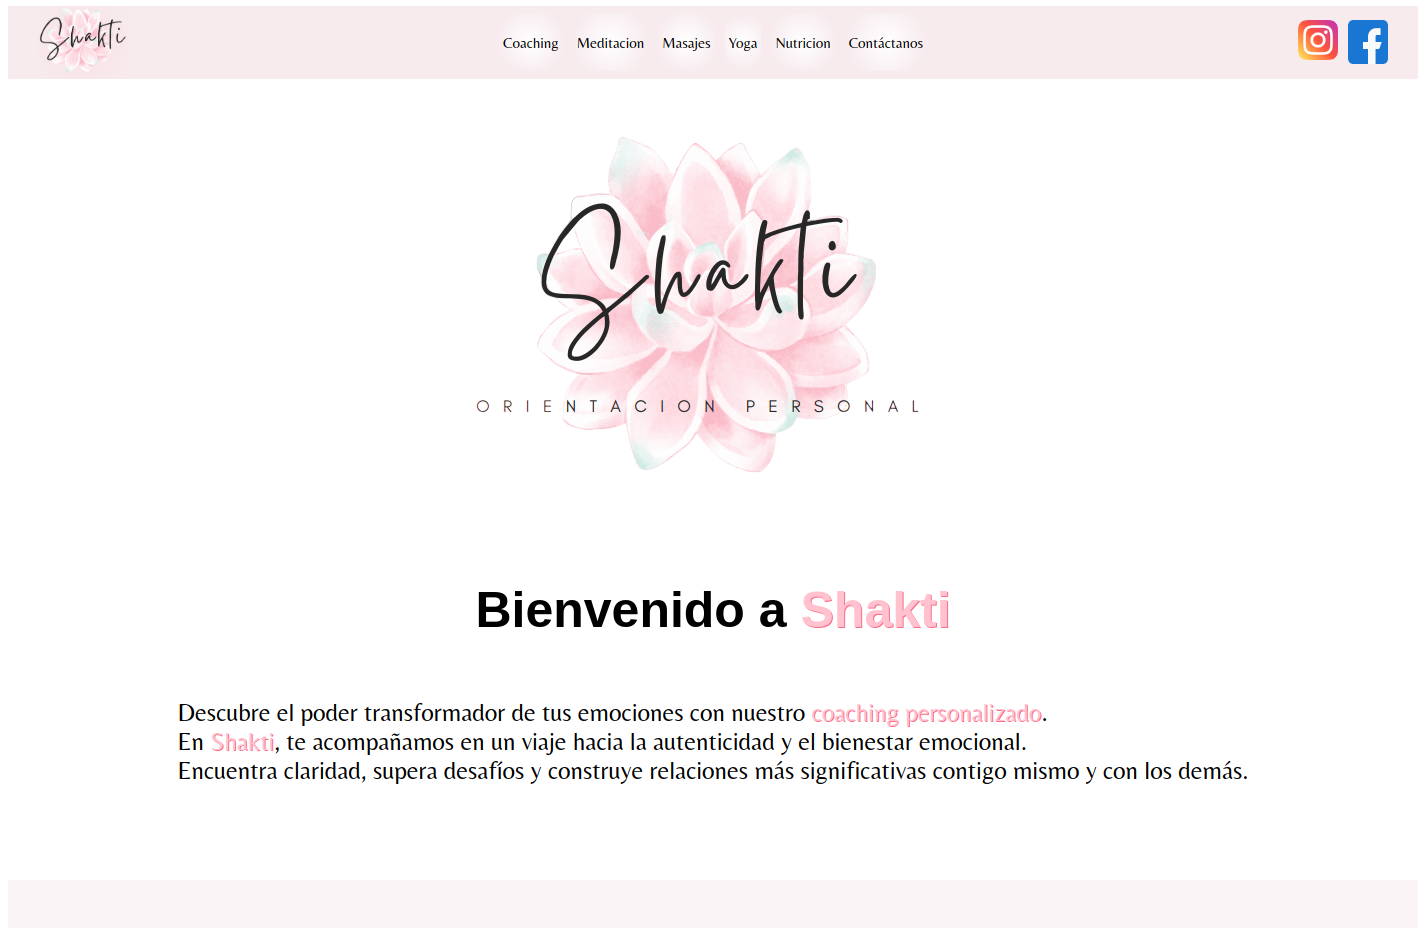 Shakti
Coaching Meditacion Masajes Yoga Nutricion Contáctanos
Shakti
ORIENTACION PERSONAL
Bienvenido a Shakti
Descubre el poder transformador de tus emociones con nuestro coaching personalizado.
En Shakti, te acompañamos en un viaje hacia la autenticidad y el bienestar emocional.
Encuentra claridad, supera desafíos y construye relaciones más significativas contigo mismo y con los demás.